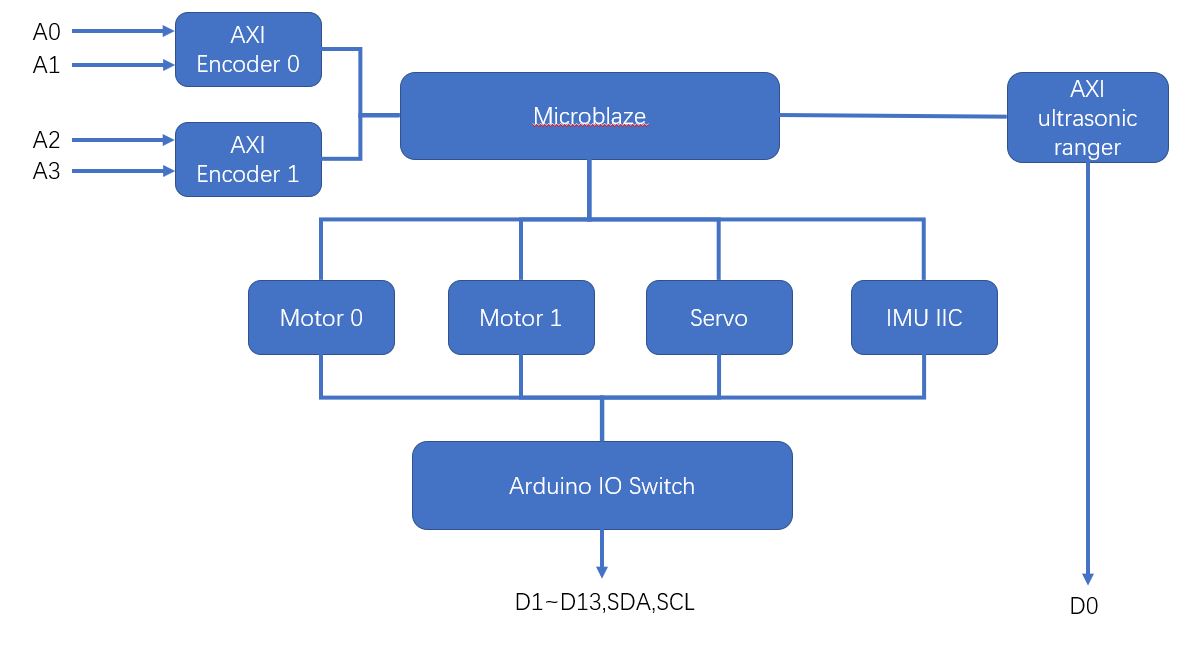 A0
A1
AXI
Encoder 0
A2
A3
AXI
Encoder 1
Microblaze
AXI
ultrasonic
ranger
Motor 0
Motor 1
Servo
IMU IIC
Arduino IO Switch
D1~D13,SDA,SCL
D0